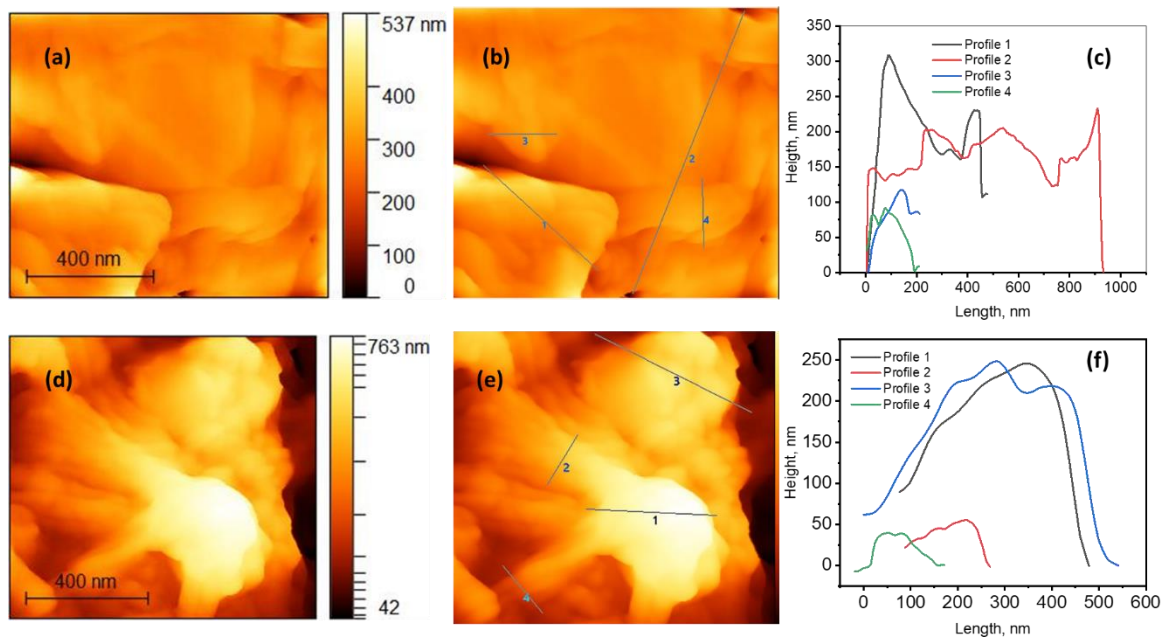 (a)
400 nm
537 nm
400
300
200
100
0
(b)
3
2
1
4
(c)
Profile 1
Profile 2
Profile 3
Profile 4
350
300
250
200
150
100
50
0
Heigth, nm
0 200 400 600 800 1000
Length, nm
(d)
400 nm
763 nm
42
(e)
3
2
1
4
(f)
Profile 1
Profile 2
Profile 3
Profile 4
250
200
150
100
50
0
Height, nm
0 100 200 300 400 500 600
Length, nm